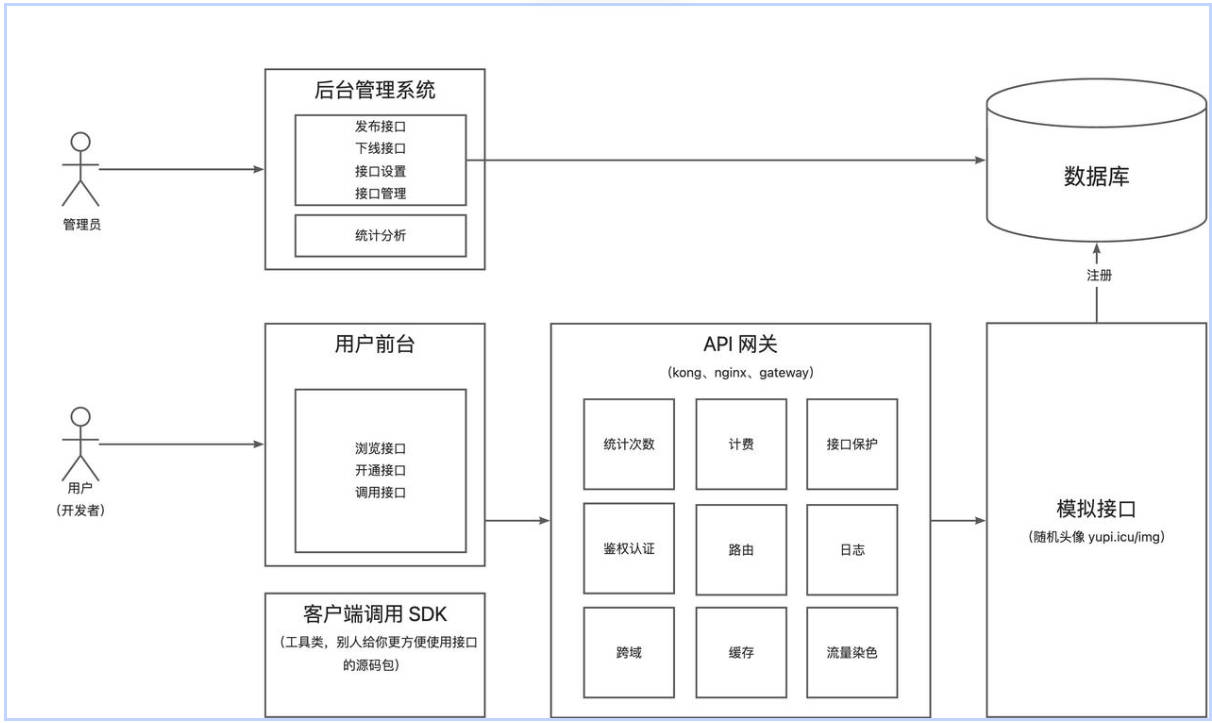 后台管理系统
发布接口
下线接口
接口设置
接口管理
统计分析
管理员
数据库
注册
用户前台
浏览接口
开通接口
调用接口
用户
（开发者）
客户端调用 SDK
（工具类，别人给你更方便使用接口
的源码包）
API 网关
（kong、nginx、gateway）
统计次数
计费
接口保护
鉴权认证
路由
日志
跨域
缓存
流量染色
模拟接口
（随机头像 yupi.icu/img)